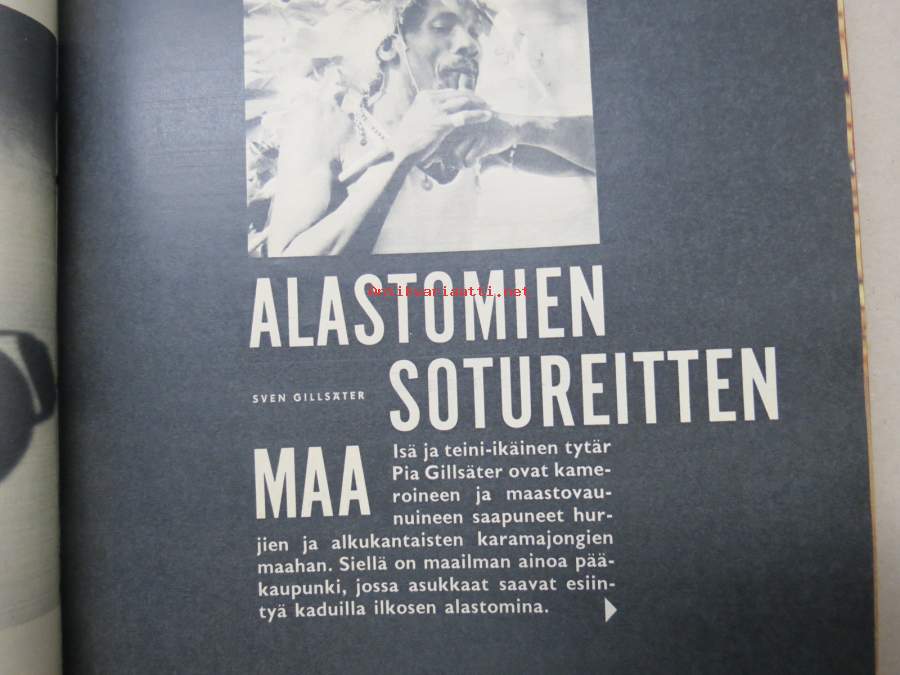 ALASTOMIEN
antikvariaatti.net
SOTUREITTEN
SVEN GILLSÄTER
MAA
Isä ja teini-ikäinen tytär
Pia Gillsäter ovat kame-
roineen ja maastovau-
nuineen saapuneet hur-
jien ja alkukantaisten karamajongien
maahan. Siellä on maailman ainoa pää-
kaupunki, jossa asukkaat saavat esiin-
tyä kaduilla ilkosen alastomina.